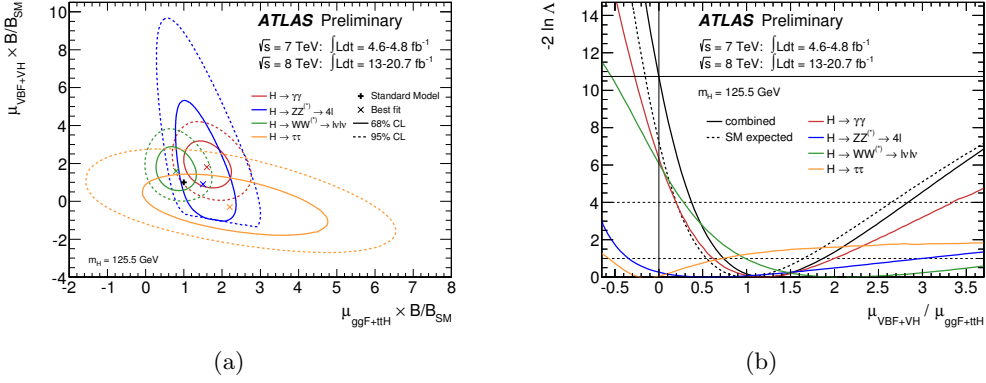 ATLAS Preliminary
√s = 7 TeV: ∫Ldt = 4.6-4.8 fb⁻¹
√s = 8 TeV: ∫Ldt = 13-20.7 fb⁻¹
H → γγ
H → ZZ(*) → 4l
H → WW(*) → lνlν
H → ττ
+ Standard Model
× Best fit
68% CL
95% CL
m_H = 125.5 GeV
μ_VBF+VH × B/B_SM
10
8
6
4
2
0
-2
-4
-2 -1 0 1 2 3 4 5 6 7 8
μ_ggF+ttH × B/B_SM
(a)
ATLAS Preliminary
√s = 7 TeV: ∫Ldt = 4.6-4.8 fb⁻¹
√s = 8 TeV: ∫Ldt = 13-20.7 fb⁻¹
m_H = 125.5 GeV
combined
SM expected
H → γγ
H → ZZ(*) → 4l
H → WW(*) → lνlν
H → ττ
-2 ln Λ
14
12
10
8
6
4
2
0
-0.5 0 0.5 1 1.5 2 2.5 3 3.5
μ_VBF+VH / μ_ggF+ttH
(b)